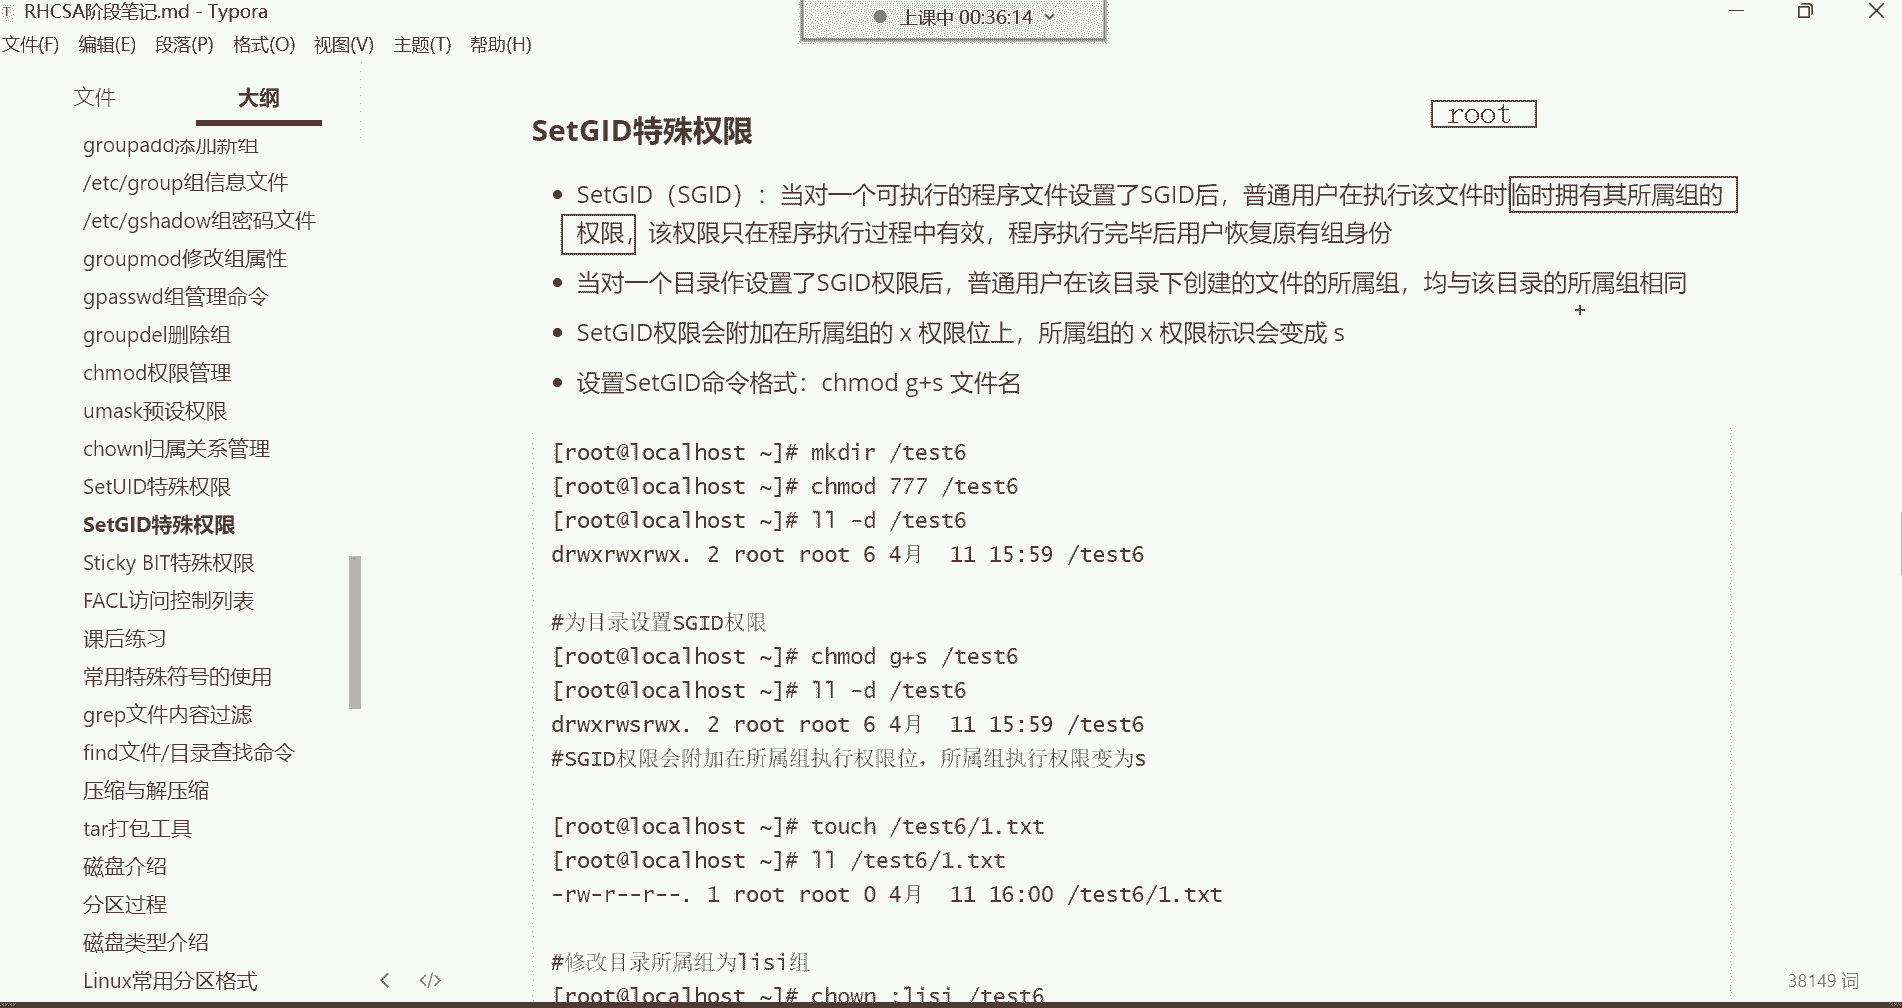 RHCSA阶段笔记.md - Typora
上课中 00:36:14
文件(F) 编辑(E) 段落(P) 格式(O) 视图(V) 主题(T) 帮助(H)
文件 大纲
groupadd添加新组
/etc/group组信息文件
/etc/gshadow组密码文件
groupmod修改组属性
gpasswd组管理命令
groupdel删除组
chmod权限管理
umask预设权限
chown归属关系管理
SetUID特殊权限
SetGID特殊权限
Sticky BIT特殊权限
FACL访问控制列表
课后练习
常用特殊符号的使用
grep文件内容过滤
find文件/目录查找命令
压缩与解压缩
tar打包工具
磁盘介绍
分区过程
磁盘类型介绍
Linux常用分区格式
SetGID特殊权限
root
SetGID（SGID）：当对一个可执行的程序文件设置了SGID后，普通用户在执行该文件时临时拥有其所属组的
权限，该权限只在程序执行过程中有效，程序执行完毕后用户恢复原有组身份
当对一个目录作设置了SGID权限后，普通用户在该目录下创建的文件的所属组，均与该目录的所属组相同
SetGID权限会附加在所属组的 x 权限位上，所属组的 x 权限标识会变成 s
设置SetGID命令格式：chmod g+s 文件名
[root@localhost ~]# mkdir /test6
[root@localhost ~]# chmod 777 /test6
[root@localhost ~]# ll -d /test6
drwxrwxrwx. 2 root root 6 4月  11 15:59 /test6
#为目录设置SGID权限
[root@localhost ~]# chmod g+s /test6
[root@localhost ~]# ll -d /test6
drwxrwsrwx. 2 root root 6 4月  11 15:59 /test6
#SGID权限会附加在所属组执行权限位，所属组执行权限变为s
[root@localhost ~]# touch /test6/1.txt
[root@localhost ~]# ll /test6/1.txt
-rw-r--r--. 1 root root 0 4月  11 16:00 /test6/1.txt
#修改目录所属组为lisi组
[root@localhost ~]# chown :lisi /test6
38149 词